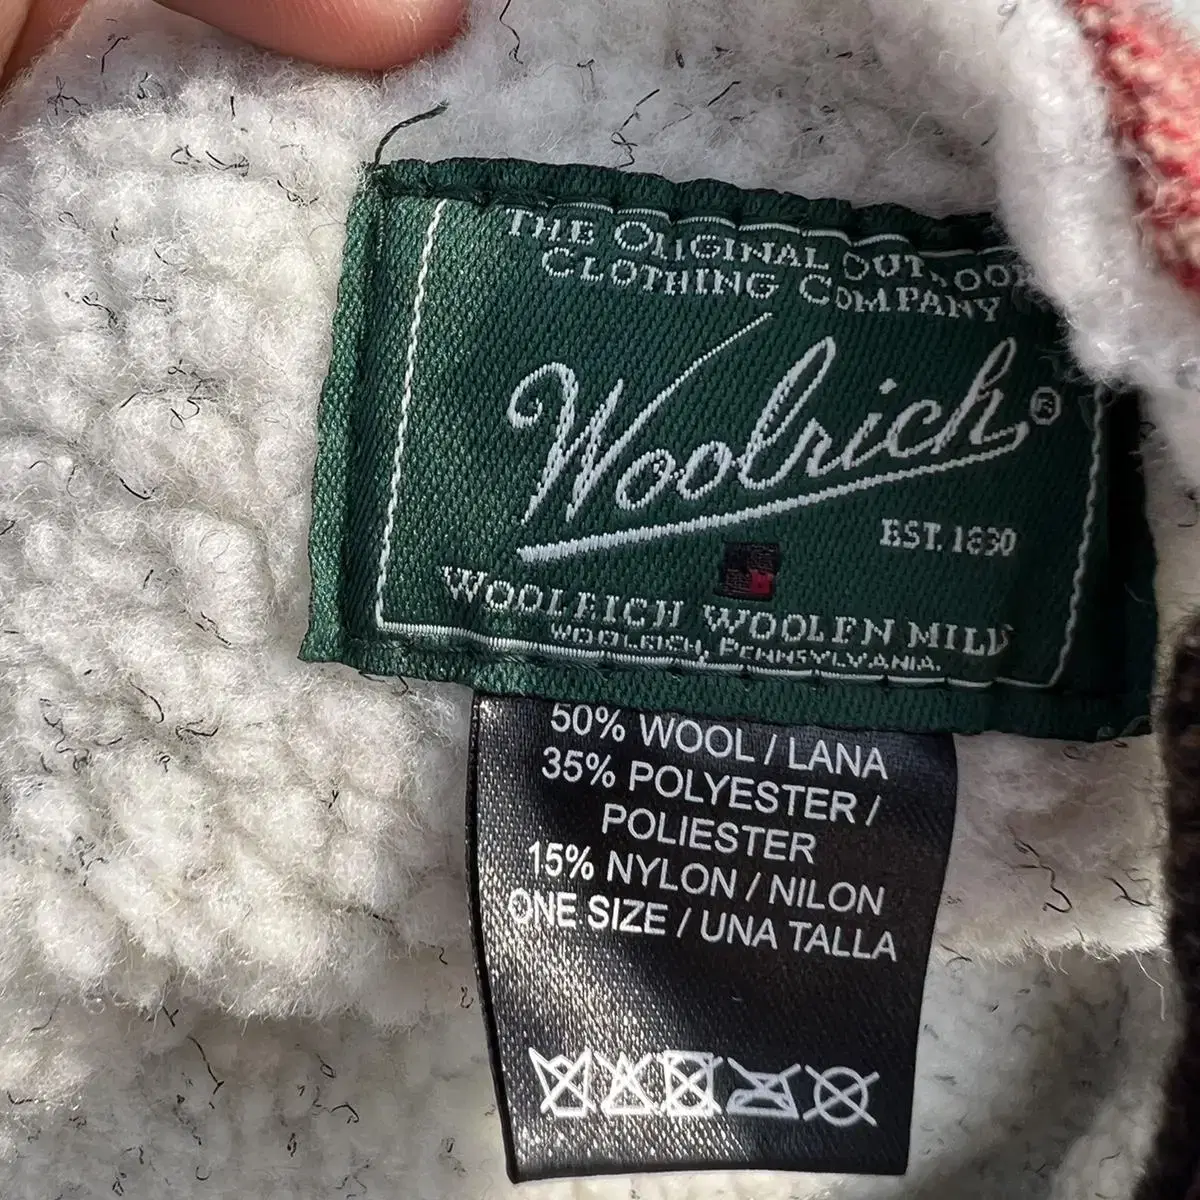 THE ORIGINAL OUTDOOR
CLOTHING COMPANY
Woolrich®
EST. 1830
WOOLRICH WOOLEN MILLS
WOOLRICH, PENNSYLVANIA.
50% WOOL / LANA
35% POLYESTER /
POLIESTER
15% NYLON / NILON
ONE SIZE / UNA TALLA